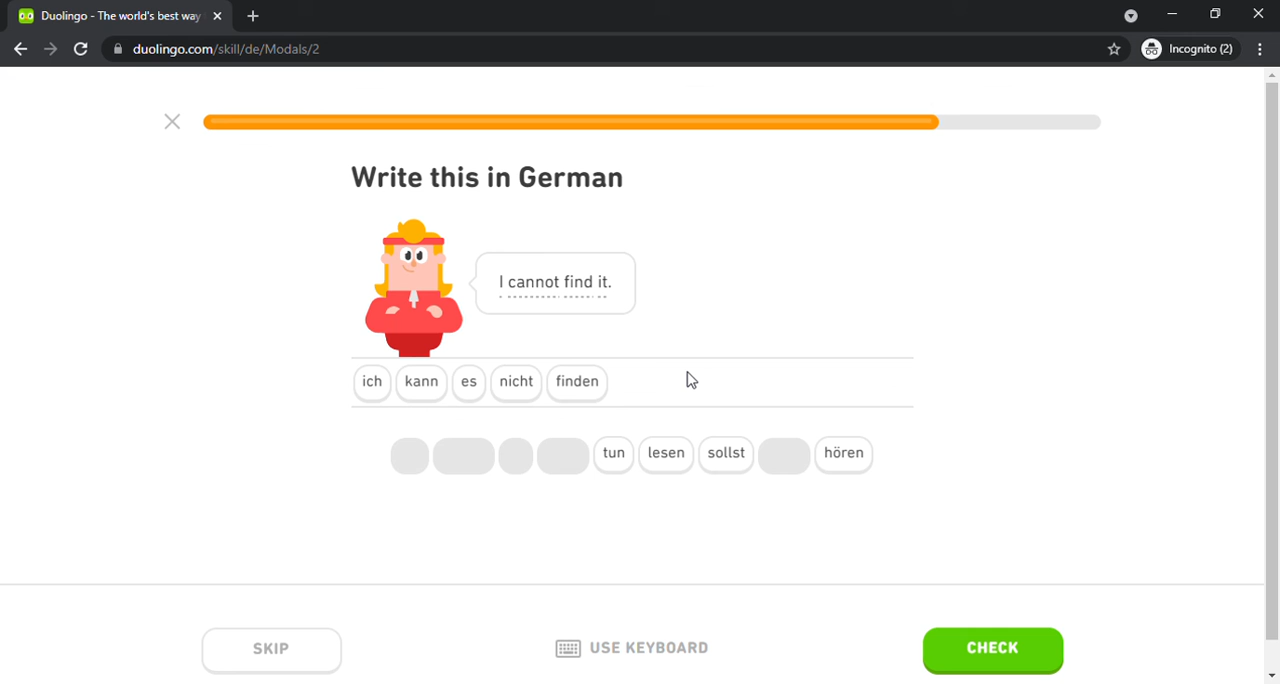 Duolingo - The world's best way
duolingo.com/skill/de/Modals/2
Incognito (2)
Write this in German
I cannot find it.
ich kann es nicht finden
tun lesen sollst hören
SKIP USE KEYBOARD CHECK